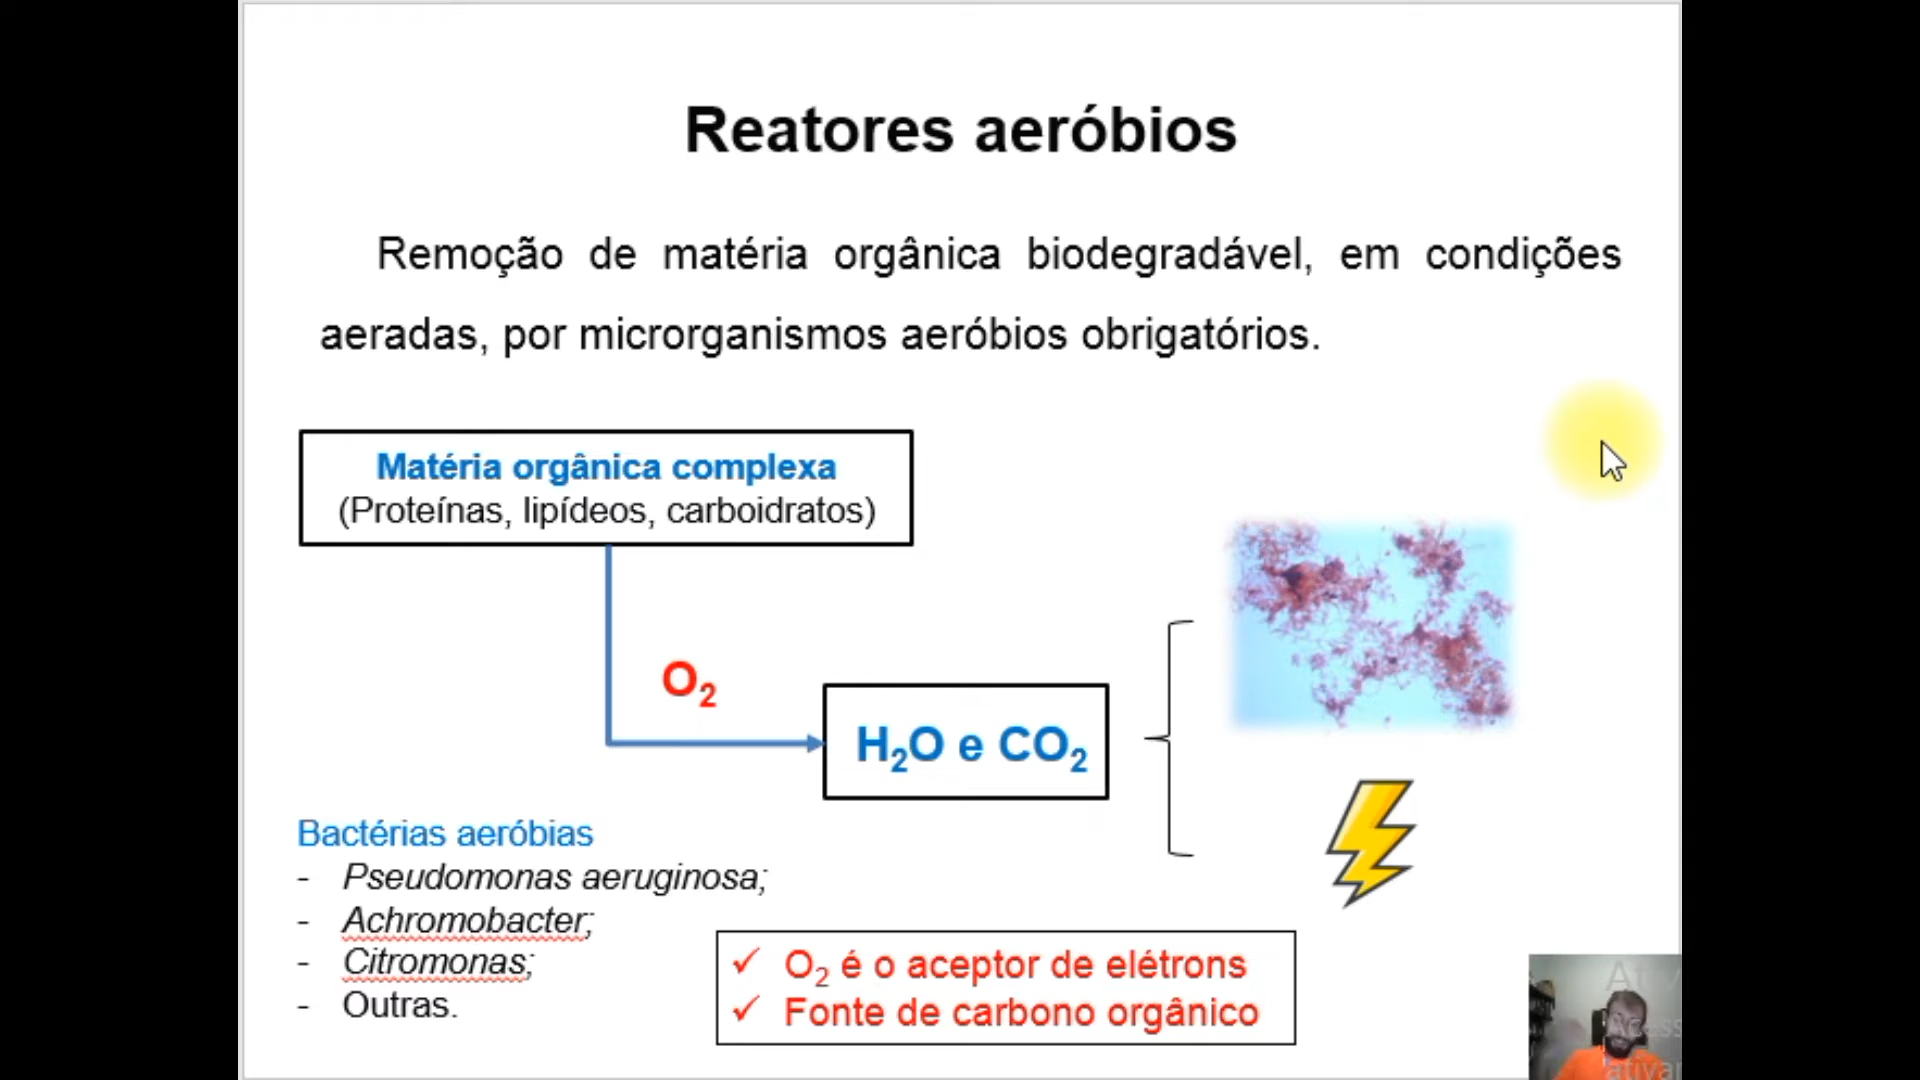 Reatores aeróbios
Remoção de matéria orgânica biodegradável, em condições
aeradas, por microrganismos aeróbios obrigatórios.
Matéria orgânica complexa
(Proteínas, lipídeos, carboidratos)
O₂
H₂O e CO₂
Bactérias aeróbias
- Pseudomonas aeruginosa;
- Achromobacter;
- Citromonas;
- Outras.
✓ O₂ é o aceptor de elétrons
✓ Fonte de carbono orgânico